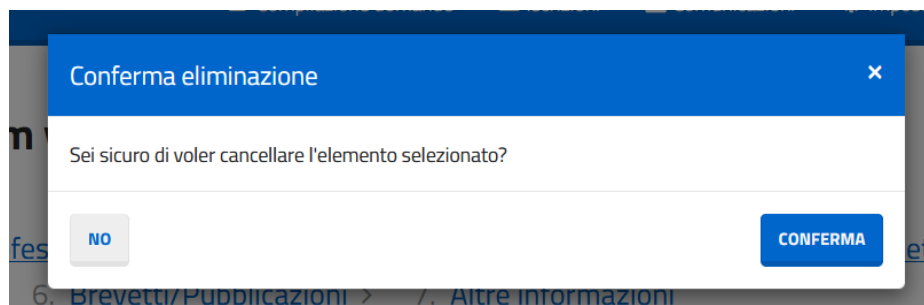 Conferma eliminazione ×
Sei sicuro di voler cancellare l'elemento selezionato?
NO
CONFERMA
6. Brevetti/Pubblicazioni > 7. Altre Informazioni